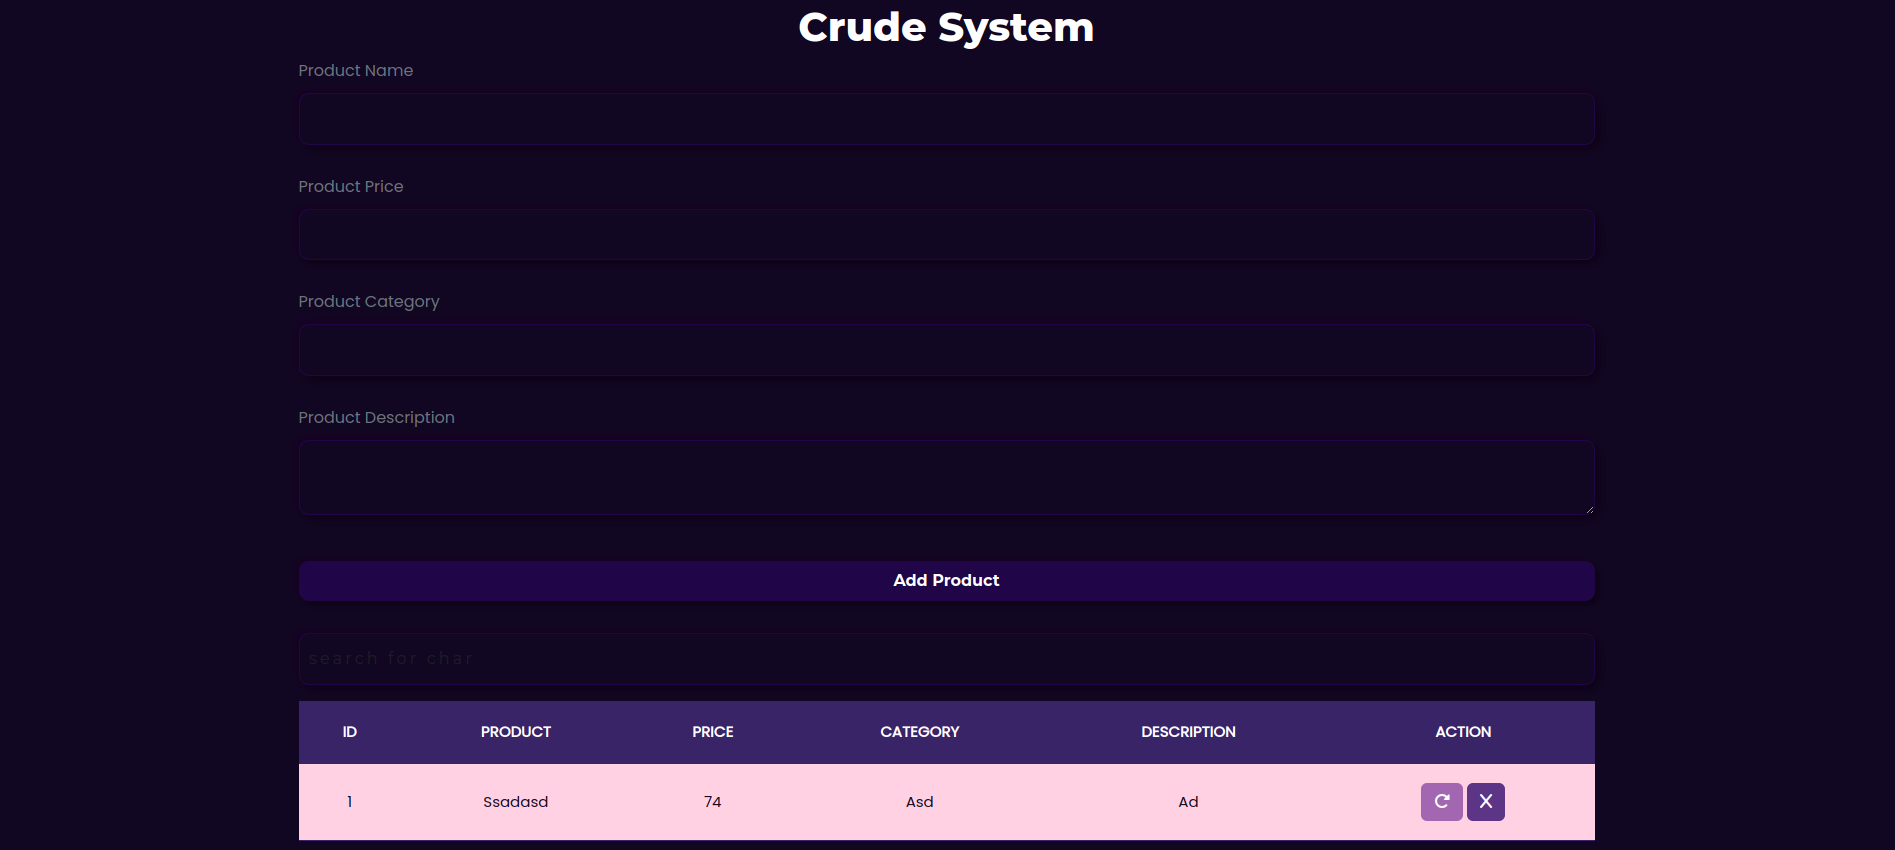 Crude System
Product Name
Product Price
Product Category
Product Description
Add Product
search for char
ID PRODUCT PRICE CATEGORY DESCRIPTION ACTION
1 Ssadasd 74 Asd Ad